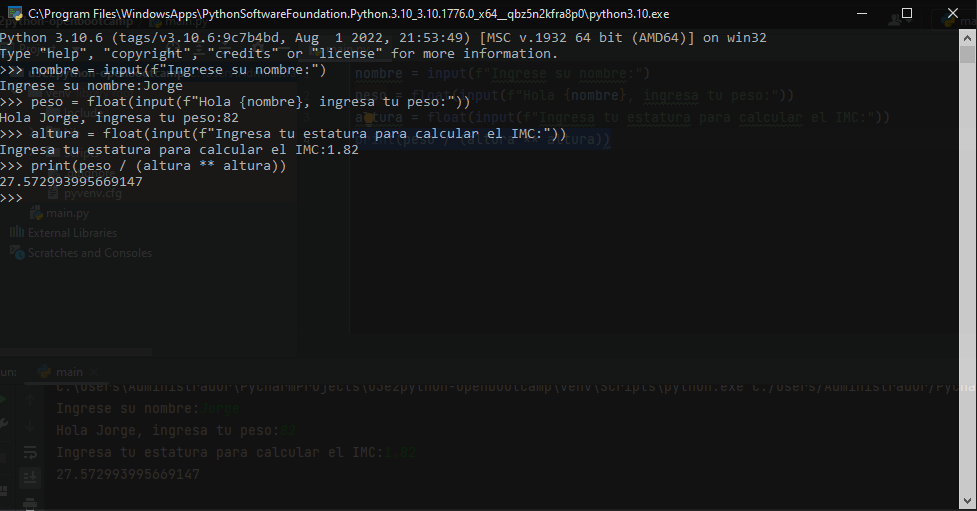 C:\Program Files\WindowsApps\PythonSoftwareFoundation.Python.3.10_3.10.1776.0_x64__qbz5n2kfra8p0\python3.10.exe
Python 3.10.6 (tags/v3.10.6:9c7b4bd, Aug  1 2022, 21:53:49) [MSC v.1932 64 bit (AMD64)] on win32
Type "help", "copyright", "credits" or "license" for more information.
>>> nombre = input(f"Ingrese su nombre:")
Ingrese su nombre:Jorge
>>> peso = float(input(f"Hola {nombre}, ingresa tu peso:"))
Hola Jorge, ingresa tu peso:82
>>> altura = float(input(f"Ingresa tu estatura para calcular el IMC:"))
Ingresa tu estatura para calcular el IMC:1.82
>>> print(peso / (altura ** altura))
27.572993995669147
>>>
nombre = input(f"Ingrese su nombre:")
peso = float(input(f"Hola {nombre}, ingresa tu peso:"))
altura = float(input(f"Ingresa tu estatura para calcular el IMC:"))
print(peso / (altura ** altura))
pyvenv.cfg
main.py
External Libraries
Scratches and Consoles
un:
main
C:\Users\Administrador\PycharmProjects\Oje2python-openbootcamp\venv\Scripts\python.exe C:/Users/Administrador/Pycha
Ingrese su nombre:Jorge
Hola Jorge, ingresa tu peso:82
Ingresa tu estatura para calcular el IMC:1.82
27.572993995669147